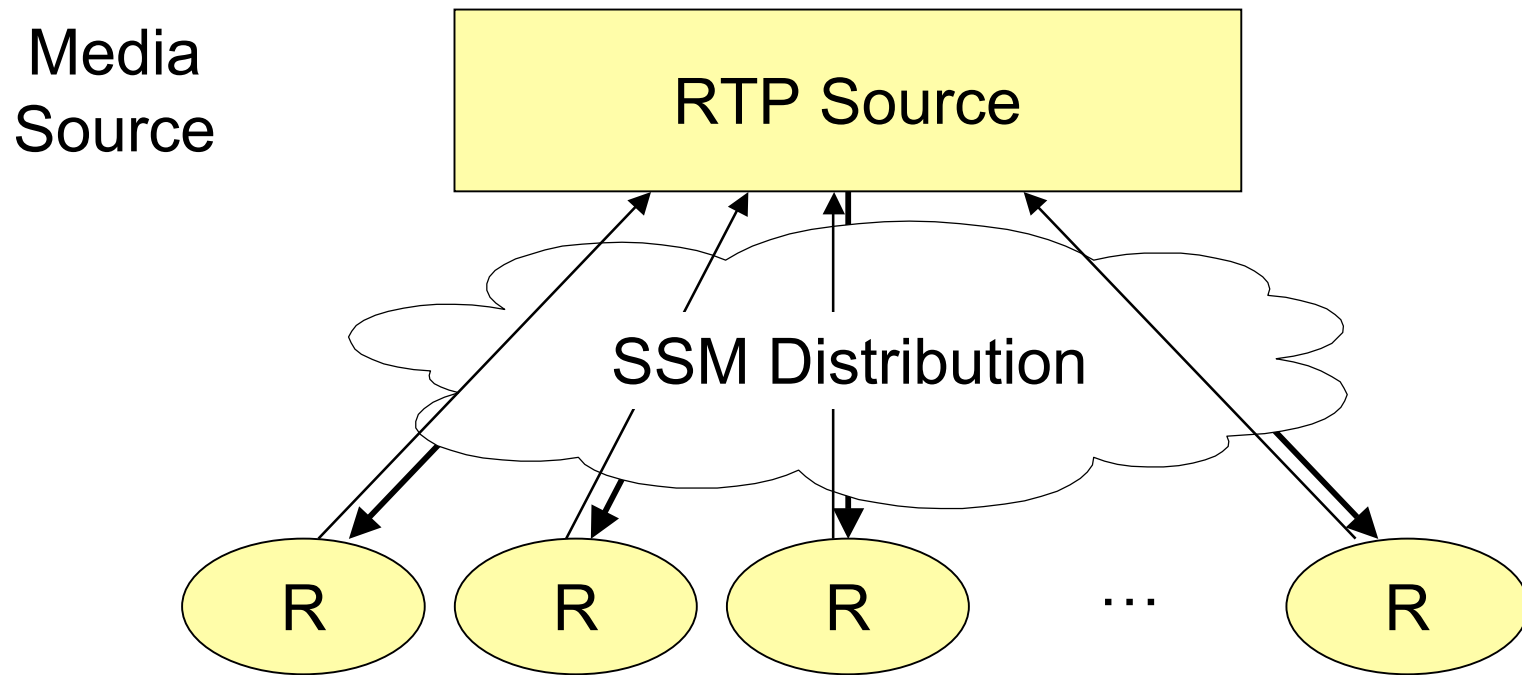 Media
Source
RTP Source
SSM Distribution
R R R … R